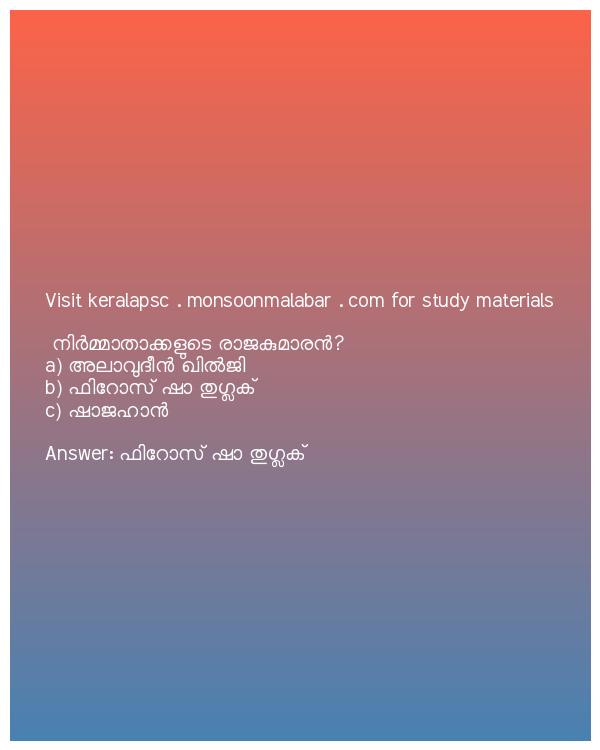 Visit keralapsc . monsoonmalabar . com for study materials
നിർമ്മാതാക്കളുടെ രാജകുമാരൻ?
a) അലാവുദീൻ ഖിൽജി
b) ഫിറോസ് ഷാ തുഗ്ലക്
c) ഷാജഹാൻ
Answer: ഫിറോസ് ഷാ തുഗ്ലക്